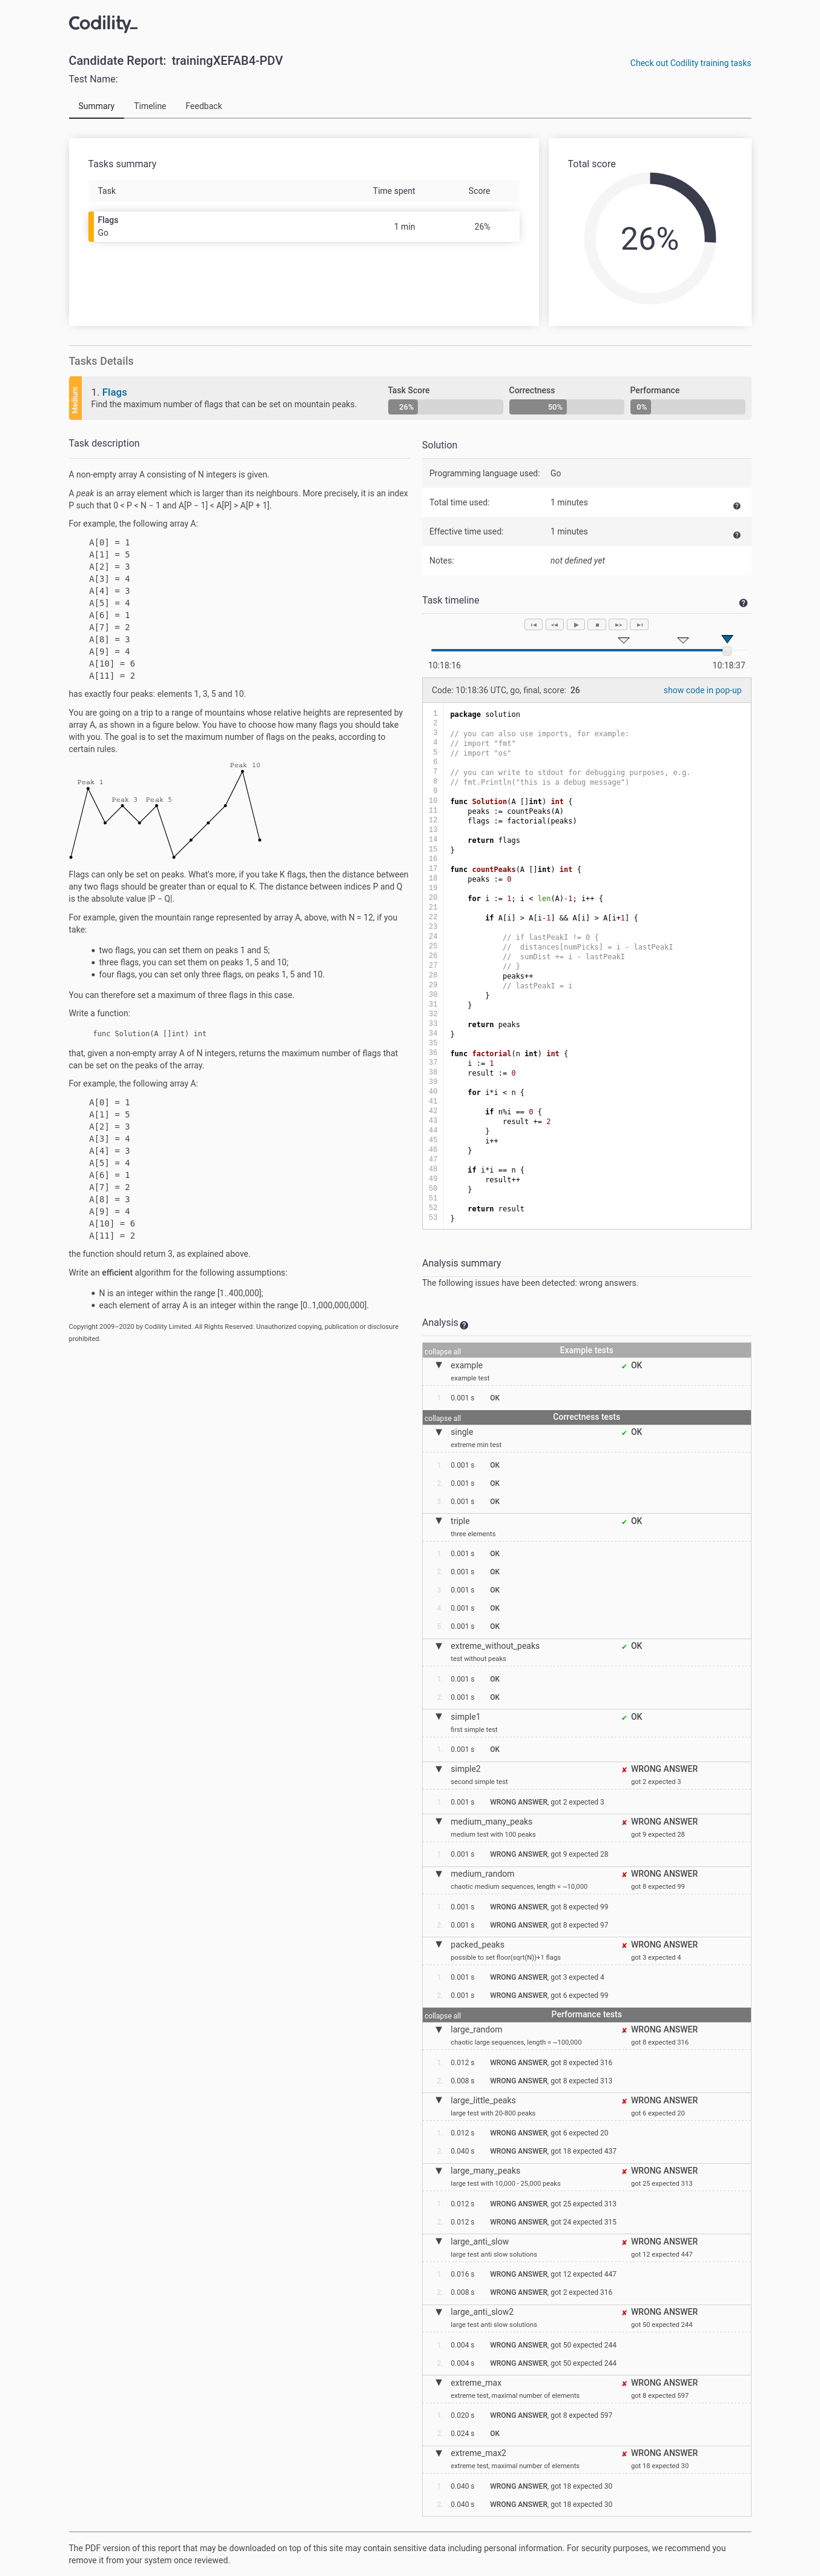 Codility_
Candidate Report: trainingXEFAB4-PDV
Check out Codility training tasks
Test Name:
Summary Timeline Feedback
Tasks summary
Task Time spent Score
Flags
Go
1 min 26%
Total score
26%
Tasks Details
Medium
1. Flags
Find the maximum number of flags that can be set on mountain peaks.
Task Score Correctness Performance
26% 50% 0%
Task description
A non-empty array A consisting of N integers is given.
A peak is an array element which is larger than its neighbours. More precisely, it is an index
P such that 0 < P < N − 1 and A[P − 1] < A[P] > A[P + 1].
For example, the following array A:
A[0] = 1
A[1] = 5
A[2] = 3
A[3] = 4
A[4] = 3
A[5] = 4
A[6] = 1
A[7] = 2
A[8] = 3
A[9] = 4
A[10] = 6
A[11] = 2
has exactly four peaks: elements 1, 3, 5 and 10.
You are going on a trip to a range of mountains whose relative heights are represented by
array A, as shown in a figure below. You have to choose how many flags you should take
with you. The goal is to set the maximum number of flags on the peaks, according to
certain rules.
Peak 10
Peak 1
Peak 3 Peak 5
Flags can only be set on peaks. What's more, if you take K flags, then the distance between
any two flags should be greater than or equal to K. The distance between indices P and Q
is the absolute value |P − Q|.
For example, given the mountain range represented by array A, above, with N = 12, if you
take:
• two flags, you can set them on peaks 1 and 5;
• three flags, you can set them on peaks 1, 5 and 10;
• four flags, you can set only three flags, on peaks 1, 5 and 10.
You can therefore set a maximum of three flags in this case.
Write a function:
func Solution(A []int) int
that, given a non-empty array A of N integers, returns the maximum number of flags that
can be set on the peaks of the array.
For example, the following array A:
A[0] = 1
A[1] = 5
A[2] = 3
A[3] = 4
A[4] = 3
A[5] = 4
A[6] = 1
A[7] = 2
A[8] = 3
A[9] = 4
A[10] = 6
A[11] = 2
the function should return 3, as explained above.
Write an efficient algorithm for the following assumptions:
• N is an integer within the range [1..400,000];
• each element of array A is an integer within the range [0..1,000,000,000].
Copyright 2009–2020 by Codility Limited. All Rights Reserved. Unauthorized copying, publication or disclosure
prohibited.
Solution
Programming language used: Go
Total time used: 1 minutes
Effective time used: 1 minutes
Notes: not defined yet
Task timeline
10:18:16 10:18:37
Code: 10:18:36 UTC, go, final, score: 26
show code in pop-up
1 package solution
2
3 // you can also use imports, for example:
4 // import "fmt"
5 // import "os"
6
7 // you can write to stdout for debugging purposes, e.g.
8 // fmt.Println("this is a debug message")
9
10 func Solution(A []int) int {
11 peaks := countPeaks(A)
12 flags := factorial(peaks)
13
14 return flags
15 }
16
17 func countPeaks(A []int) int {
18 peaks := 0
19
20 for i := 1; i < len(A)-1; i++ {
21
22 if A[i] > A[i-1] && A[i] > A[i+1] {
23
24 // if lastPeakI != 0 {
25 // distances[numPicks] = i - lastPeakI
26 // sumDist += i - lastPeakI
27 // }
28 peaks++
29 // lastPeakI = i
30 }
31 }
32
33 return peaks
34 }
35
36 func factorial(n int) int {
37 i := 1
38 result := 0
39
40 for i*i < n {
41
42 if n%i == 0 {
43 result += 2
44 }
45 i++
46 }
47
48 if i*i == n {
49 result++
50 }
51
52 return result
53 }
Analysis summary
The following issues have been detected: wrong answers.
Analysis
collapse all Example tests
example ✔ OK
example test
1. 0.001 s OK
collapse all Correctness tests
single ✔ OK
extreme min test
1. 0.001 s OK
2. 0.001 s OK
3. 0.001 s OK
triple ✔ OK
three elements
1. 0.001 s OK
2. 0.001 s OK
3. 0.001 s OK
4. 0.001 s OK
5. 0.001 s OK
extreme_without_peaks ✔ OK
test without peaks
1. 0.001 s OK
2. 0.001 s OK
simple1 ✔ OK
first simple test
1. 0.001 s OK
simple2 ✘ WRONG ANSWER
second simple test got 2 expected 3
1. 0.001 s WRONG ANSWER, got 2 expected 3
medium_many_peaks ✘ WRONG ANSWER
medium test with 100 peaks got 9 expected 28
1. 0.001 s WRONG ANSWER, got 9 expected 28
medium_random ✘ WRONG ANSWER
chaotic medium sequences, length = ~10,000 got 8 expected 99
1. 0.001 s WRONG ANSWER, got 8 expected 99
2. 0.001 s WRONG ANSWER, got 8 expected 97
packed_peaks ✘ WRONG ANSWER
possible to set floor(sqrt(N))+1 flags got 3 expected 4
1. 0.001 s WRONG ANSWER, got 3 expected 4
2. 0.001 s WRONG ANSWER, got 6 expected 99
collapse all Performance tests
large_random ✘ WRONG ANSWER
chaotic large sequences, length = ~100,000 got 8 expected 316
1. 0.012 s WRONG ANSWER, got 8 expected 316
2. 0.008 s WRONG ANSWER, got 8 expected 313
large_little_peaks ✘ WRONG ANSWER
large test with 20-800 peaks got 6 expected 20
1. 0.012 s WRONG ANSWER, got 6 expected 20
2. 0.040 s WRONG ANSWER, got 18 expected 437
large_many_peaks ✘ WRONG ANSWER
large test with 10,000 - 25,000 peaks got 25 expected 313
1. 0.012 s WRONG ANSWER, got 25 expected 313
2. 0.012 s WRONG ANSWER, got 24 expected 315
large_anti_slow ✘ WRONG ANSWER
large test anti slow solutions got 12 expected 447
1. 0.016 s WRONG ANSWER, got 12 expected 447
2. 0.008 s WRONG ANSWER, got 2 expected 316
large_anti_slow2 ✘ WRONG ANSWER
large test anti slow solutions got 50 expected 244
1. 0.004 s WRONG ANSWER, got 50 expected 244
2. 0.004 s WRONG ANSWER, got 50 expected 244
extreme_max ✘ WRONG ANSWER
extreme test, maximal number of elements got 8 expected 597
1. 0.020 s WRONG ANSWER, got 8 expected 597
2. 0.024 s OK
extreme_max2 ✘ WRONG ANSWER
extreme test, maximal number of elements got 18 expected 30
1. 0.040 s WRONG ANSWER, got 18 expected 30
2. 0.040 s WRONG ANSWER, got 18 expected 30
The PDF version of this report that may be downloaded on top of this site may contain sensitive data including personal information. For security purposes, we recommend you
remove it from your system once reviewed.